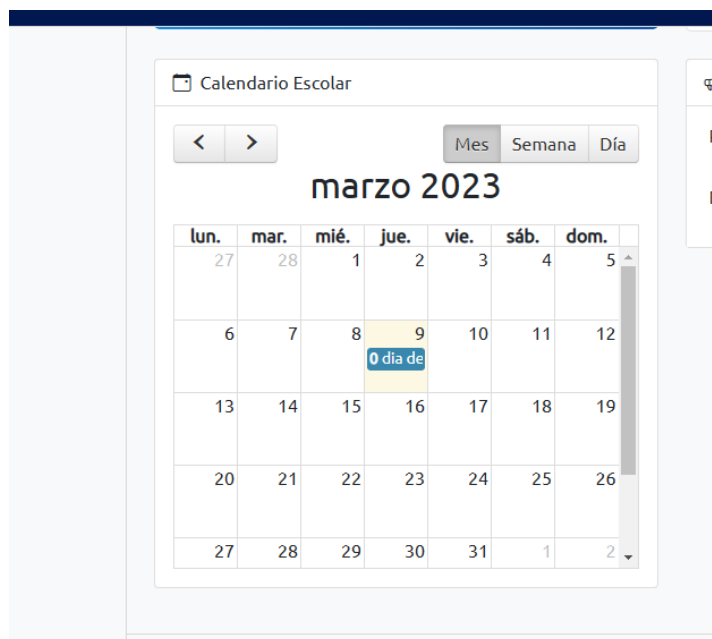 Calendario Escolar
Mes Semana Día
marzo 2023
lun. mar. mié. jue. vie. sáb. dom.
27 28 1 2 3 4 5
6 7 8 9 10 11 12
0 dia de
13 14 15 16 17 18 19
20 21 22 23 24 25 26
27 28 29 30 31 1 2